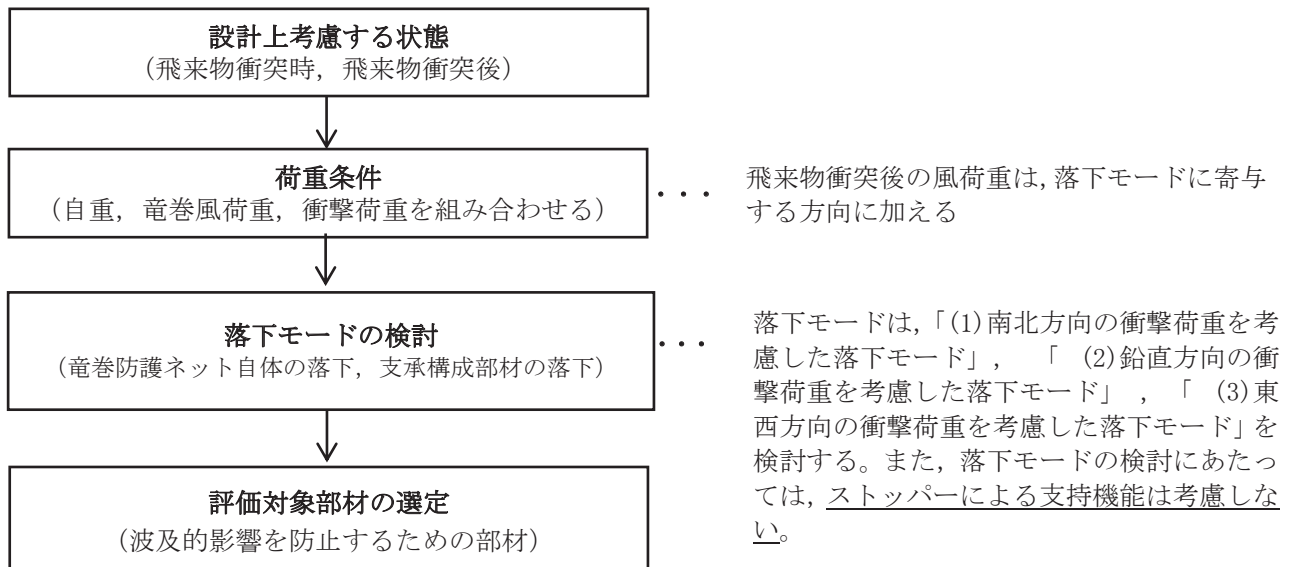 設計上考慮する状態
（飛来物衝突時，飛来物衝突後）
荷重条件
（自重，竜巻風荷重，衝撃荷重を組み合わせる）
･･･
飛来物衝突後の風荷重は，落下モードに寄与
する方向に加える
落下モードの検討
（竜巻防護ネット自体の落下，支承構成部材の落下）
･･･
落下モードは，「(1)南北方向の衝撃荷重を考
慮した落下モード」， 「 (2)鉛直方向の衝
撃荷重を考慮した落下モード」 ， 「 (3)東
西方向の衝撃荷重を考慮した落下モード」を
検討する。また，落下モードの検討にあたっ
ては，ストッパーによる支持機能は考慮しな
い。
評価対象部材の選定
（波及的影響を防止するための部材）